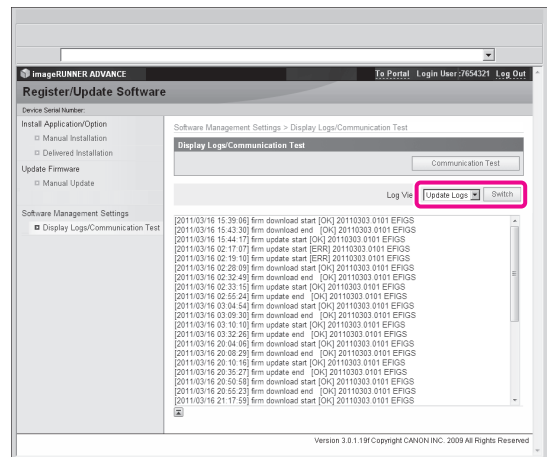 imageRUNNER ADVANCE
To Portal Login User :7654321 Log Out
Register/Update Software
Device Serial Number:
Install Application/Option
Manual Installation
Delivered Installation
Update Firmware
Manual Update
Software Management Settings
Display Logs/Communication Test
Software Management Settings > Display Logs/Communication Test
Display Logs/Communication Test
Communication Test
Log Vie Update Logs Switch
[2011/03/16 15:39:06] firm download start [OK] 20110303.0101 EFIGS
[2011/03/16 15:43:30] firm download end [OK] 20110303.0101 EFIGS
[2011/03/16 15:44:17] firm update start [OK] 20110303.0101 EFIGS
[2011/03/16 02:17:07] firm update start [ERR] 20110303.0101 EFIGS
[2011/03/16 02:19:10] firm update start [ERR] 20110303.0101 EFIGS
[2011/03/16 02:28:09] firm download start [OK] 20110303.0101 EFIGS
[2011/03/16 02:32:49] firm download end [OK] 20110303.0101 EFIGS
[2011/03/16 02:33:15] firm update start [OK] 20110303.0101 EFIGS
[2011/03/16 02:55:24] firm update end [OK] 20110303.0101 EFIGS
[2011/03/16 03:04:54] firm download start [OK] 20110303.0101 EFIGS
[2011/03/16 03:09:30] firm download end [OK] 20110303.0101 EFIGS
[2011/03/16 03:10:10] firm update start [OK] 20110303.0101 EFIGS
[2011/03/16 03:32:26] firm update end [OK] 20110303.0101 EFIGS
[2011/03/16 20:04:06] firm download start [OK] 20110303.0101 EFIGS
[2011/03/16 20:08:29] firm download end [OK] 20110303.0101 EFIGS
[2011/03/16 20:10:16] firm update start [OK] 20110303.0101 EFIGS
[2011/03/16 20:35:27] firm update end [OK] 20110303.0101 EFIGS
[2011/03/16 20:50:58] firm download start [OK] 20110303.0101 EFIGS
[2011/03/16 20:55:23] firm download end [OK] 20110303.0101 EFIGS
[2011/03/16 21:17:59] firm download start [OK] 20110303.0101 EFIGS
Version 3.0.1.19f Copyright CANON INC. 2009 All Rights Reserved